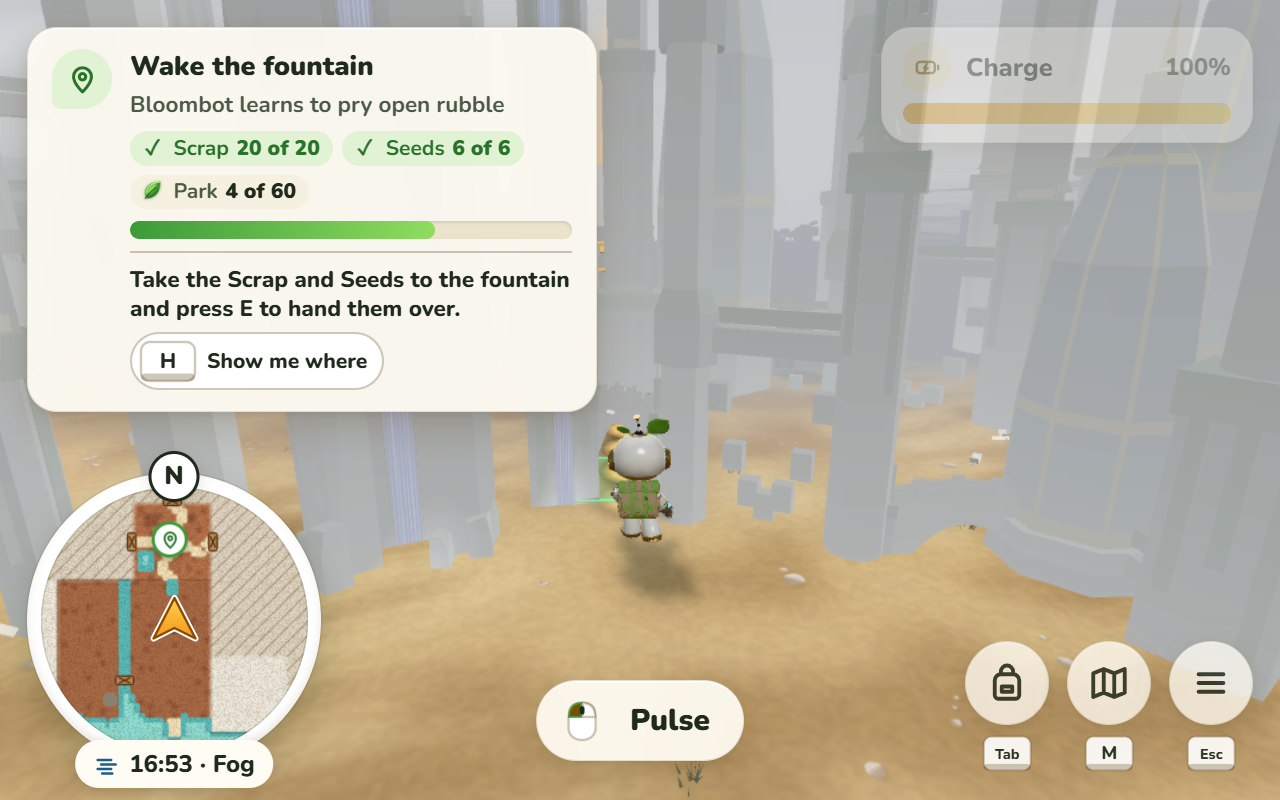 Wake the fountain
Bloombot learns to pry open rubble
Scrap 20 of 20
Seeds 6 of 6
Park 4 of 60
Take the Scrap and Seeds to the fountain
and press E to hand them over.
H Show me where
Charge 100%
N
16:53 · Fog
Pulse
Tab
M
Esc